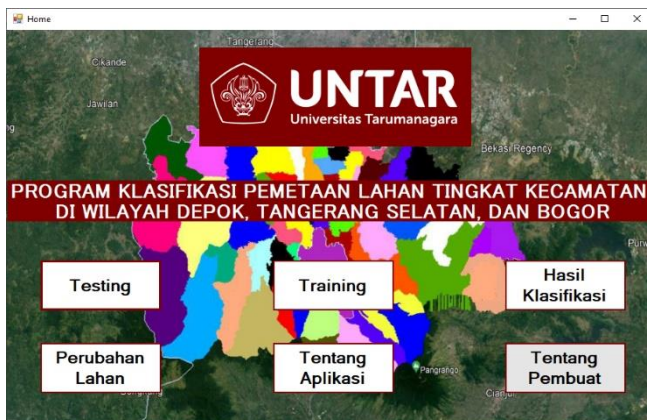 Home
Tangerang
Cikande
UNTAR
Universitas Tarumanagara
Jawilan
Bekasi Regency
PROGRAM KLASIFIKASI PEMETAAN LAHAN TINGKAT KECAMATAN
DI WILAYAH DEPOK, TANGERANG SELATAN, DAN BOGOR
Testing
Training
Hasil
Klasifikasi
Perubahan
Lahan
Tentang
Aplikasi
Tentang
Pembuat
Pangrango